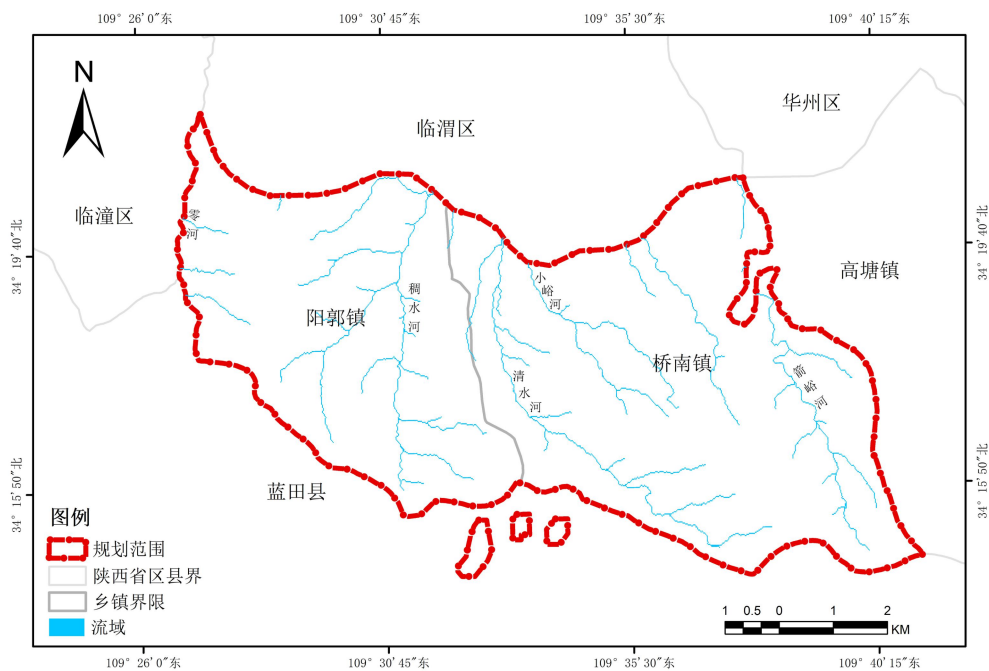 109° 26′0″东
109° 30′45″东
109° 35′30″东
109° 40′15″东
N
华州区
临渭区
临潼区
零河
34° 19′40″北
34° 19′40″北
高塘镇
小峪河
稠水河
阳郭镇
桥南镇
清水河
箭峪河
34° 15′50″北
34° 15′50″北
蓝田县
图例
规划范围
陕西省区县界
乡镇界限
流域
1 0.5 0 1 2
KM
109° 26′0″东
109° 30′45″东
109° 35′30″东
109° 40′15″东